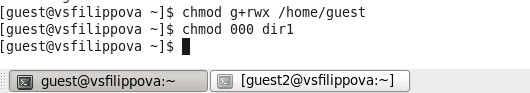 [guest@vsfilippova ~]$ chmod g+rwx /home/guest
[guest@vsfilippova ~]$ chmod 000 dir1
[guest@vsfilippova ~]$
guest@vsfilippova:~
[guest2@vsfilippova:~]